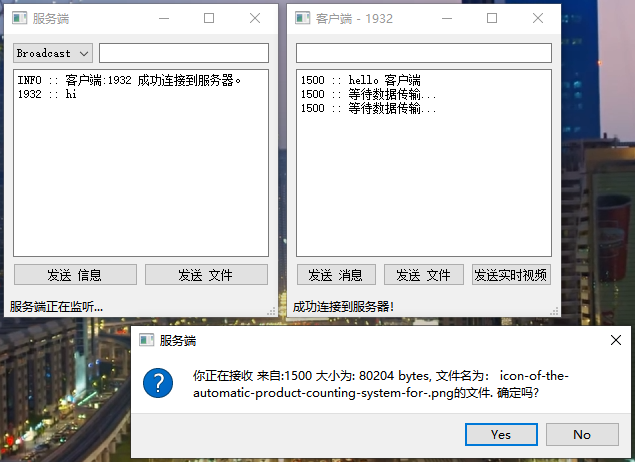 服务端
Broadcast
INFO :: 客户端:1932 成功连接到服务器。
1932 :: hi
发送 信息
发送 文件
服务端正在监听...
客户端 - 1932
1500 :: hello 客户端
1500 :: 等待数据传输...
1500 :: 等待数据传输...
发送 消息
发送 文件
发送实时视频
成功连接到服务器!
服务端
你正在接收 来自:1500 大小为: 80204 bytes, 文件名为: icon-of-the-
automatic-product-counting-system-for-.png的文件. 确定吗?
Yes
No